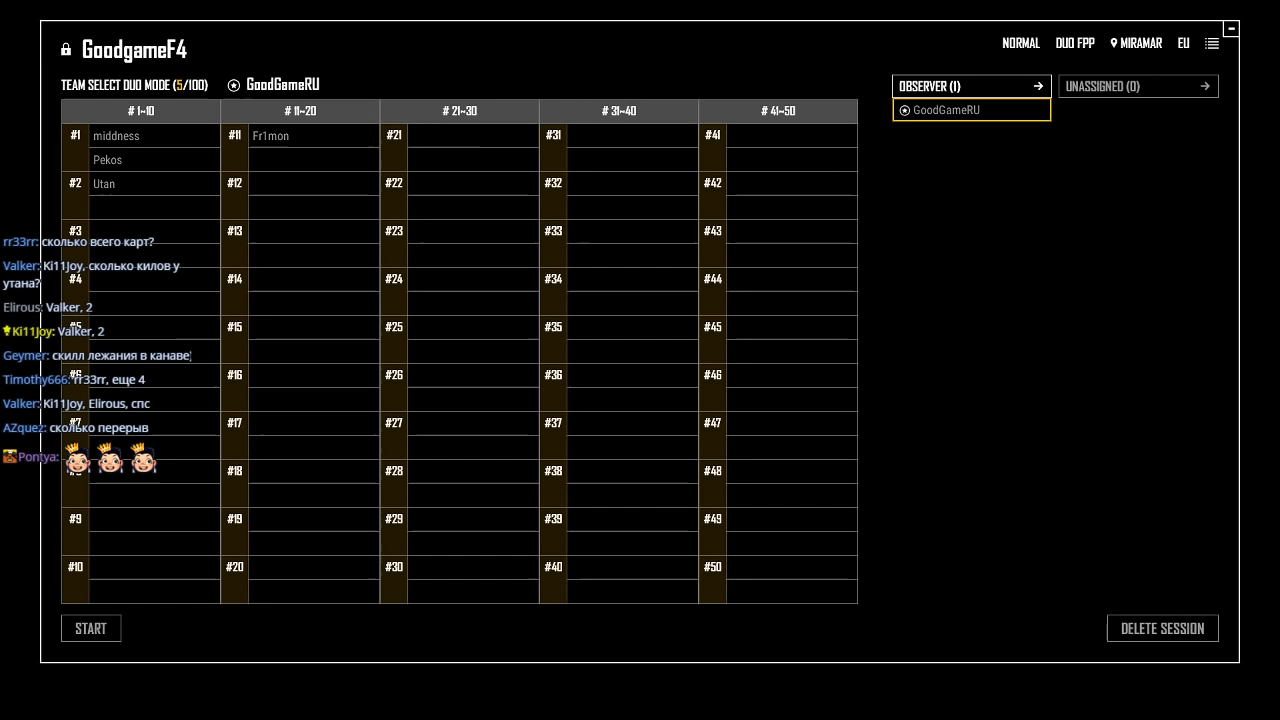 GoodgameF4
NORMAL DUO FPP MIRAMAR EU
TEAM SELECT DUO MODE (5/100) GoodGameRU
OBSERVER (1)
UNASSIGNED (0)
GoodGameRU
# 1~10 # 11~20 # 21~30 # 31~40 # 41~50
#1 middness #11 Fr1mon #21 #31 #41
Pekos
#2 Utan #12 #22 #32 #42
#3 #13 #23 #33 #43
#4 #14 #24 #34 #44
#15 #25 #35 #45
#16 #26 #36 #46
#7 #17 #27 #37 #47
#18 #28 #38 #48
#9 #19 #29 #39 #49
#10 #20 #30 #40 #50
rr33rr: сколько всего карт?
Valker: Ki11Joy, сколько килов у
утана?
Elirous: Valker, 2
Ki11Joy: Valker, 2
Geymer: скилл лежания в канаве
Timothy666: rr33rr, еще 4
Valker: Ki11Joy, Elirous, спс
AZquez: сколько перерыв
Pontya:
START
DELETE SESSION